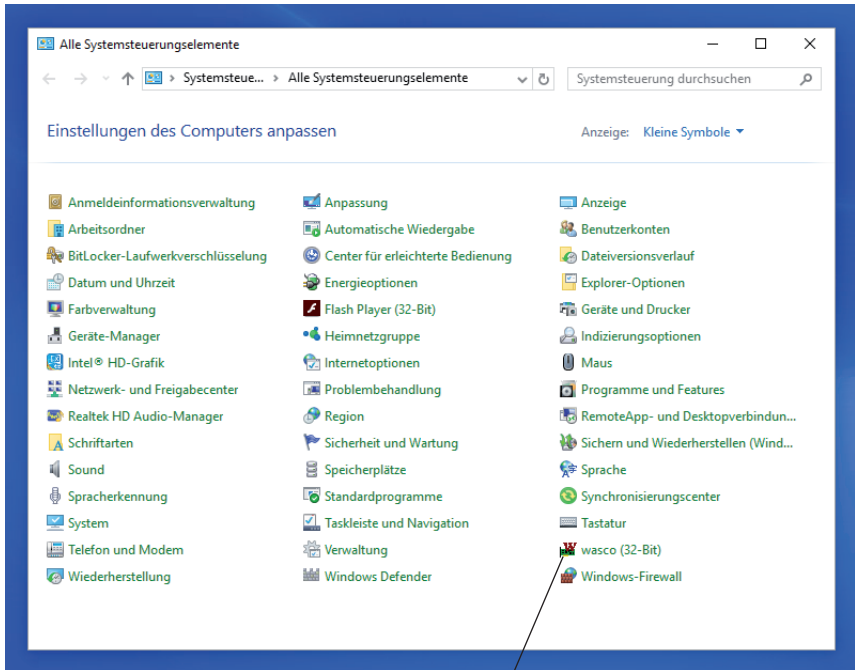 Alle Systemsteuerungselemente
Systemsteue... > Alle Systemsteuerungselemente
Systemsteuerung durchsuchen
Einstellungen des Computers anpassen
Anzeige: Kleine Symbole
Anmeldeinformationsverwaltung
Anpassung
Anzeige
Arbeitsordner
Automatische Wiedergabe
Benutzerkonten
BitLocker-Laufwerkverschlüsselung
Center für erleichterte Bedienung
Dateiversionsverlauf
Datum und Uhrzeit
Energieoptionen
Explorer-Optionen
Farbverwaltung
Flash Player (32-Bit)
Geräte und Drucker
Geräte-Manager
Heimnetzgruppe
Indizierungsoptionen
Intel® HD-Grafik
Internetoptionen
Maus
Netzwerk- und Freigabecenter
Problembehandlung
Programme und Features
Realtek HD Audio-Manager
Region
RemoteApp- und Desktopverbindun...
Schriftarten
Sicherheit und Wartung
Sichern und Wiederherstellen (Wind...
Sound
Speicherplätze
Sprache
Spracherkennung
Standardprogramme
Synchronisierungscenter
System
Taskleiste und Navigation
Tastatur
Telefon und Modem
Verwaltung
wasco (32-Bit)
Wiederherstellung
Windows Defender
Windows-Firewall